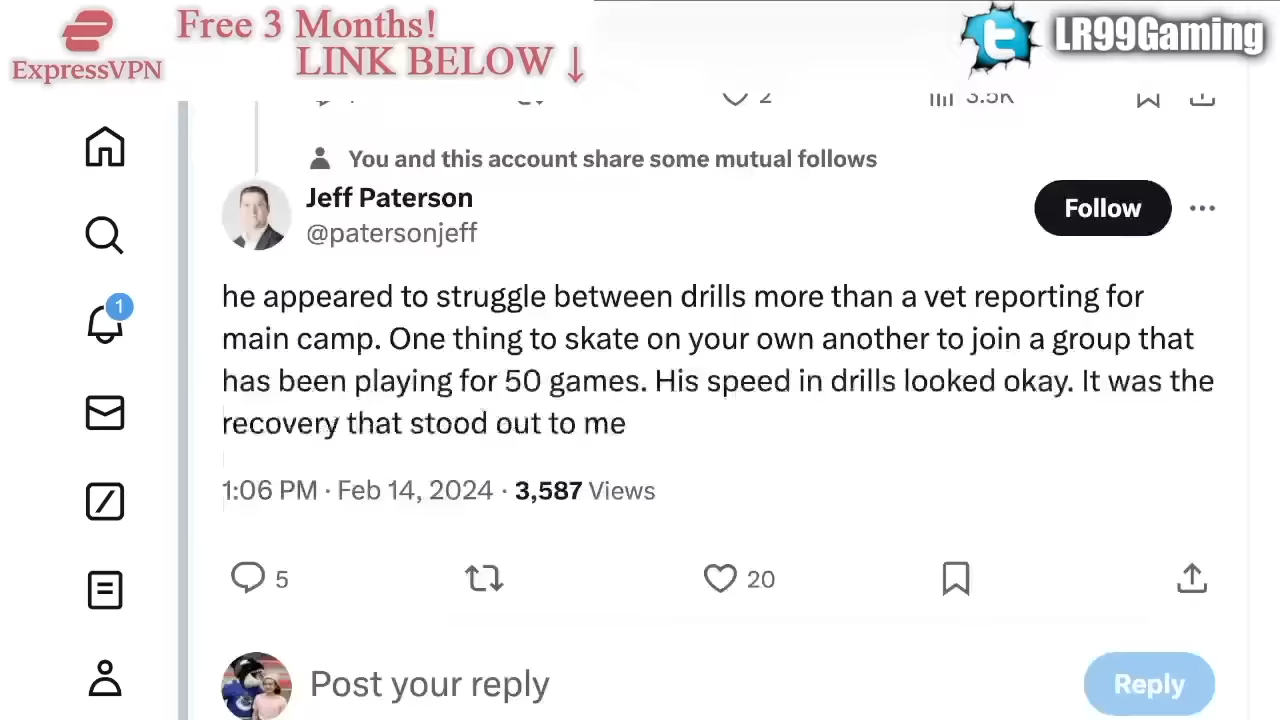 Free 3 Months!
LINK BELOW ↓
ExpressVPN
LR99Gaming
2
3.5K
You and this account share some mutual follows
Jeff Paterson
@patersonjeff
Follow
he appeared to struggle between drills more than a vet reporting for
main camp. One thing to skate on your own another to join a group that
has been playing for 50 games. His speed in drills looked okay. It was the
recovery that stood out to me
1:06 PM · Feb 14, 2024 · 3,587 Views
5
20
1
Post your reply
Reply